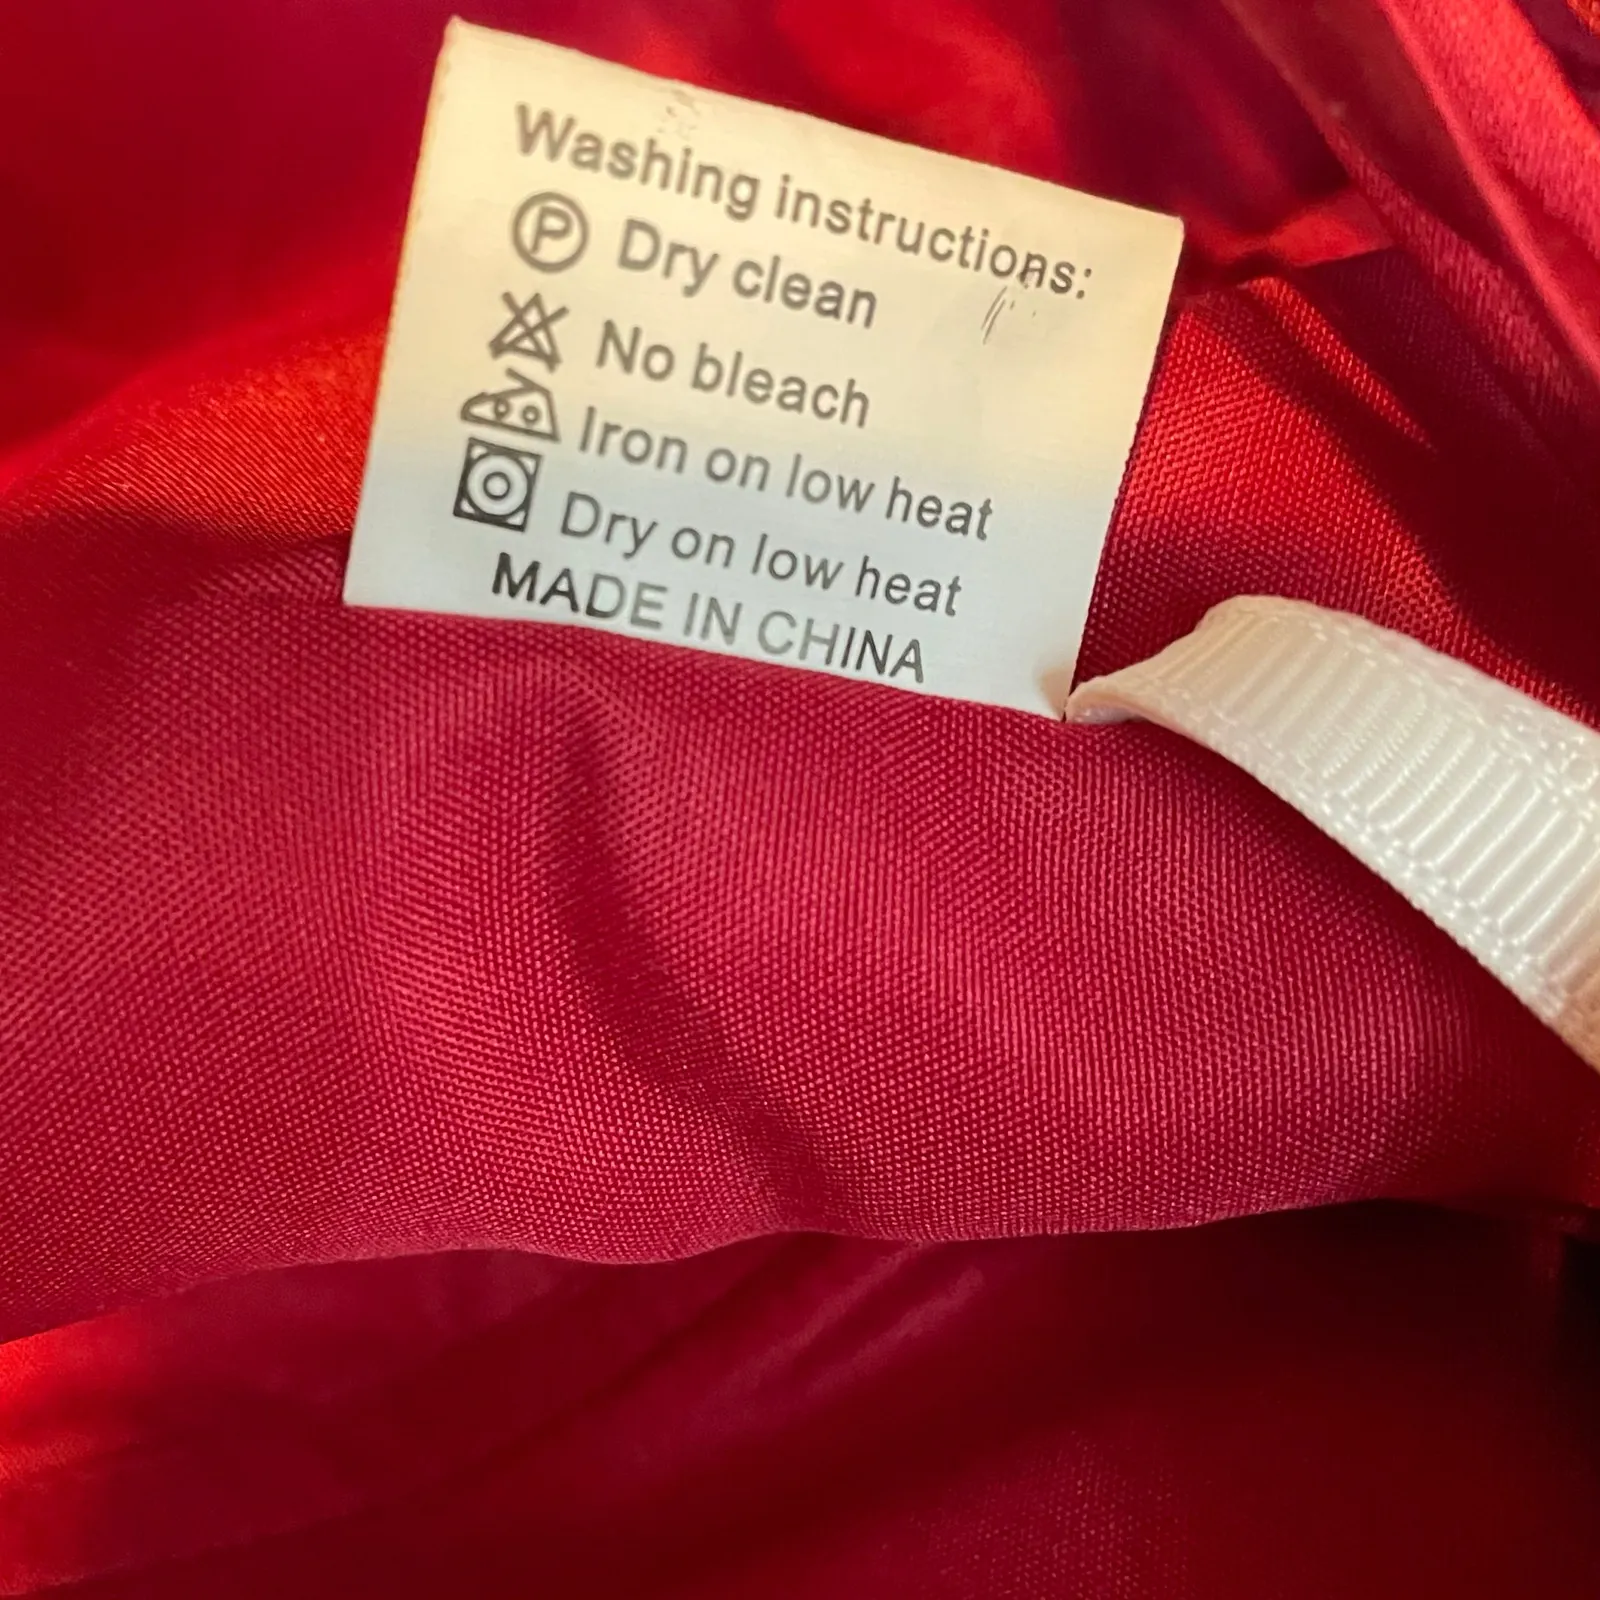 Washing instructions:
P Dry clean
No bleach
Iron on low heat
Dry on low heat
MADE IN CHINA